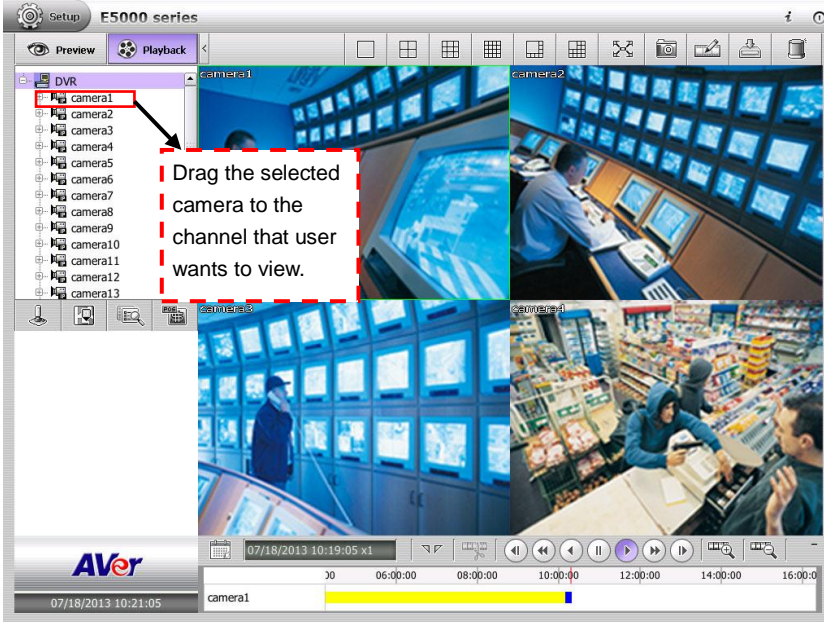 Setup E5000 series i
Preview Playback <
DVR
camera1
camera2
camera3
camera4
camera5
camera6
camera7
camera8
camera9
camera10
camera11
camera12
camera13
camera1
camera2
Drag the selected
camera to the
channel that user
wants to view.
camera3
camera4
POS
07/18/2013 10:19:05 x1
AVer
07/18/2013 10:21:05
00 06:00:00 08:00:00 10:00:00 12:00:00 14:00:00 16:00:0
camera1